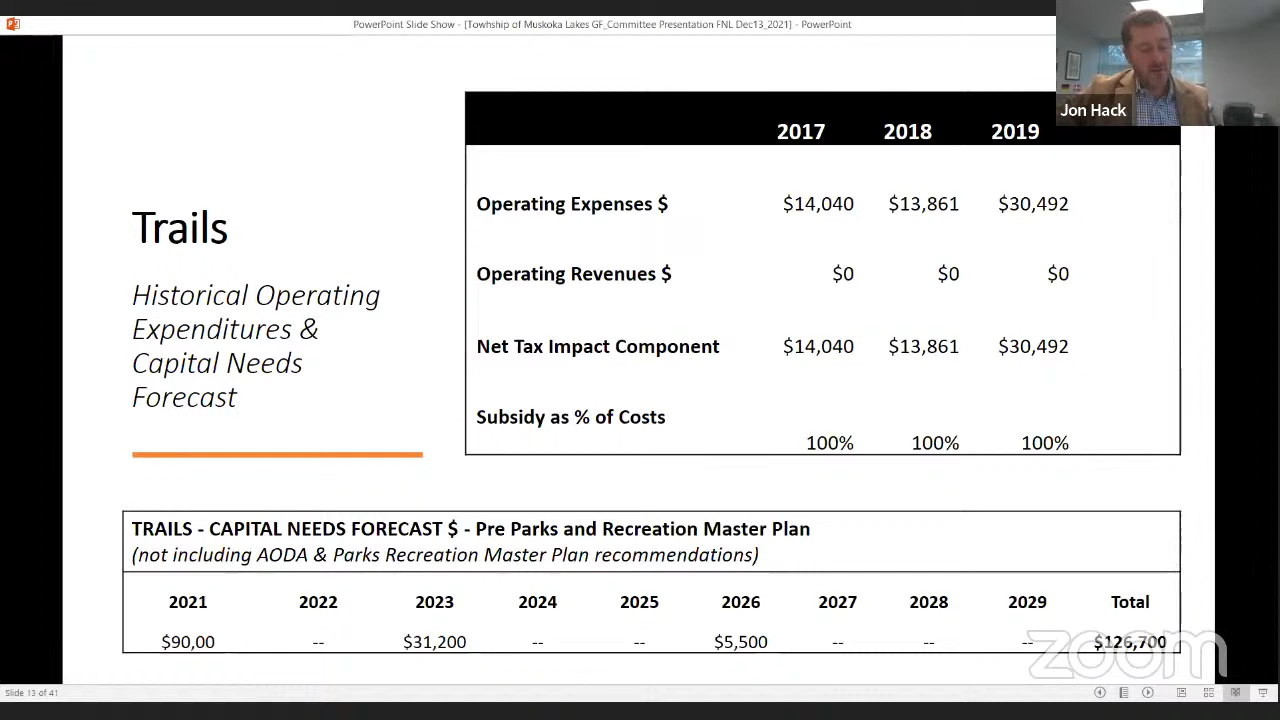 PowerPoint Slide Show - [Towhship of Muskoka Lakes GF_Committee Presentation FNL Dec13_2021] - PowerPoint
Jon Hack
Trails
Historical Operating
Expenditures &
Capital Needs
Forecast
2017 2018 2019
Operating Expenses $ $14,040 $13,861 $30,492
Operating Revenues $ $0 $0 $0
Net Tax Impact Component $14,040 $13,861 $30,492
Subsidy as % of Costs
100% 100% 100%
TRAILS - CAPITAL NEEDS FORECAST $ - Pre Parks and Recreation Master Plan
(not including AODA & Parks Recreation Master Plan recommendations)
2021 2022 2023 2024 2025 2026 2027 2028 2029 Total
$90,00 -- $31,200 -- -- $5,500 -- -- -- $126,700
zoom
Slide 13 of 41